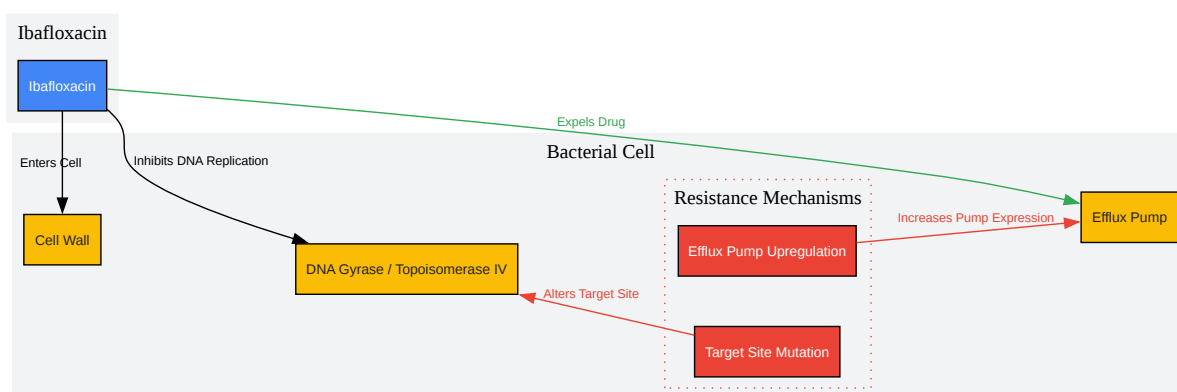 Ibafloxacin
Ibafloxacin
Expels Drug
Enters Cell
Inhibits DNA Replication
Bacterial Cell
Resistance Mechanisms
Cell Wall
Efflux Pump
Increases Pump Expression
Efflux Pump Upregulation
DNA Gyrase / Topoisomerase IV
Alters Target Site
Target Site Mutation